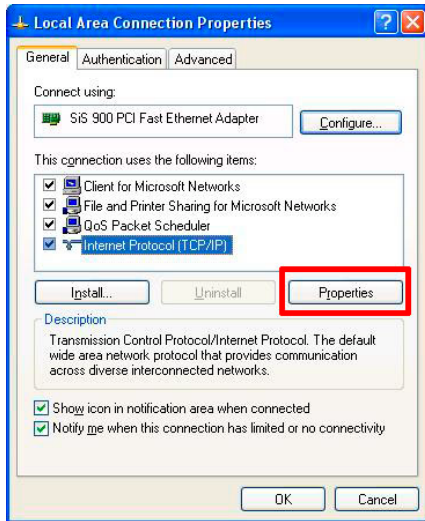 Local Area Connection Properties
General Authentication Advanced
Connect using:
SiS 900 PCI Fast Ethernet Adapter
Configure...
This connection uses the following items:
Client for Microsoft Networks
File and Printer Sharing for Microsoft Networks
QoS Packet Scheduler
Internet Protocol (TCP/IP)
Install... Uninstall Properties
Description
Transmission Control Protocol/Internet Protocol. The default
wide area network protocol that provides communication
across diverse interconnected networks.
Show icon in notification area when connected
Notify me when this connection has limited or no connectivity
OK Cancel